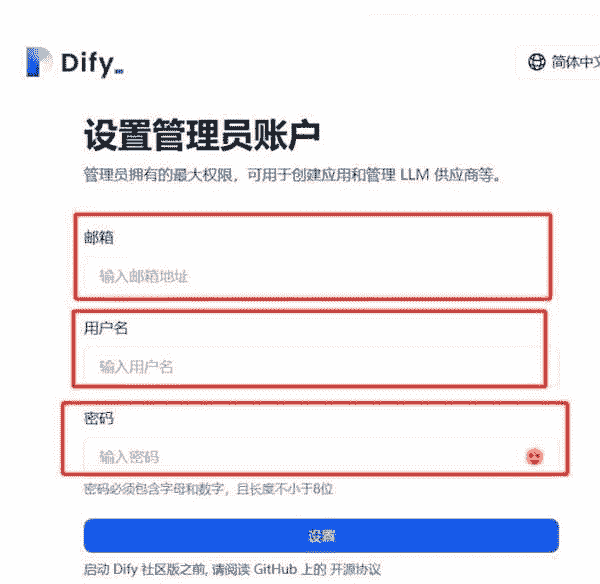 Dify
简体中文
设置管理员账户
管理员拥有的最大权限，可用于创建应用和管理 LLM 供应商等。
邮箱
输入邮箱地址
用户名
输入用户名
密码
输入密码
密码必须包含字母和数字，且长度不小于8位
设置
启动 Dify 社区版之前, 请阅读 GitHub 上的 开源协议